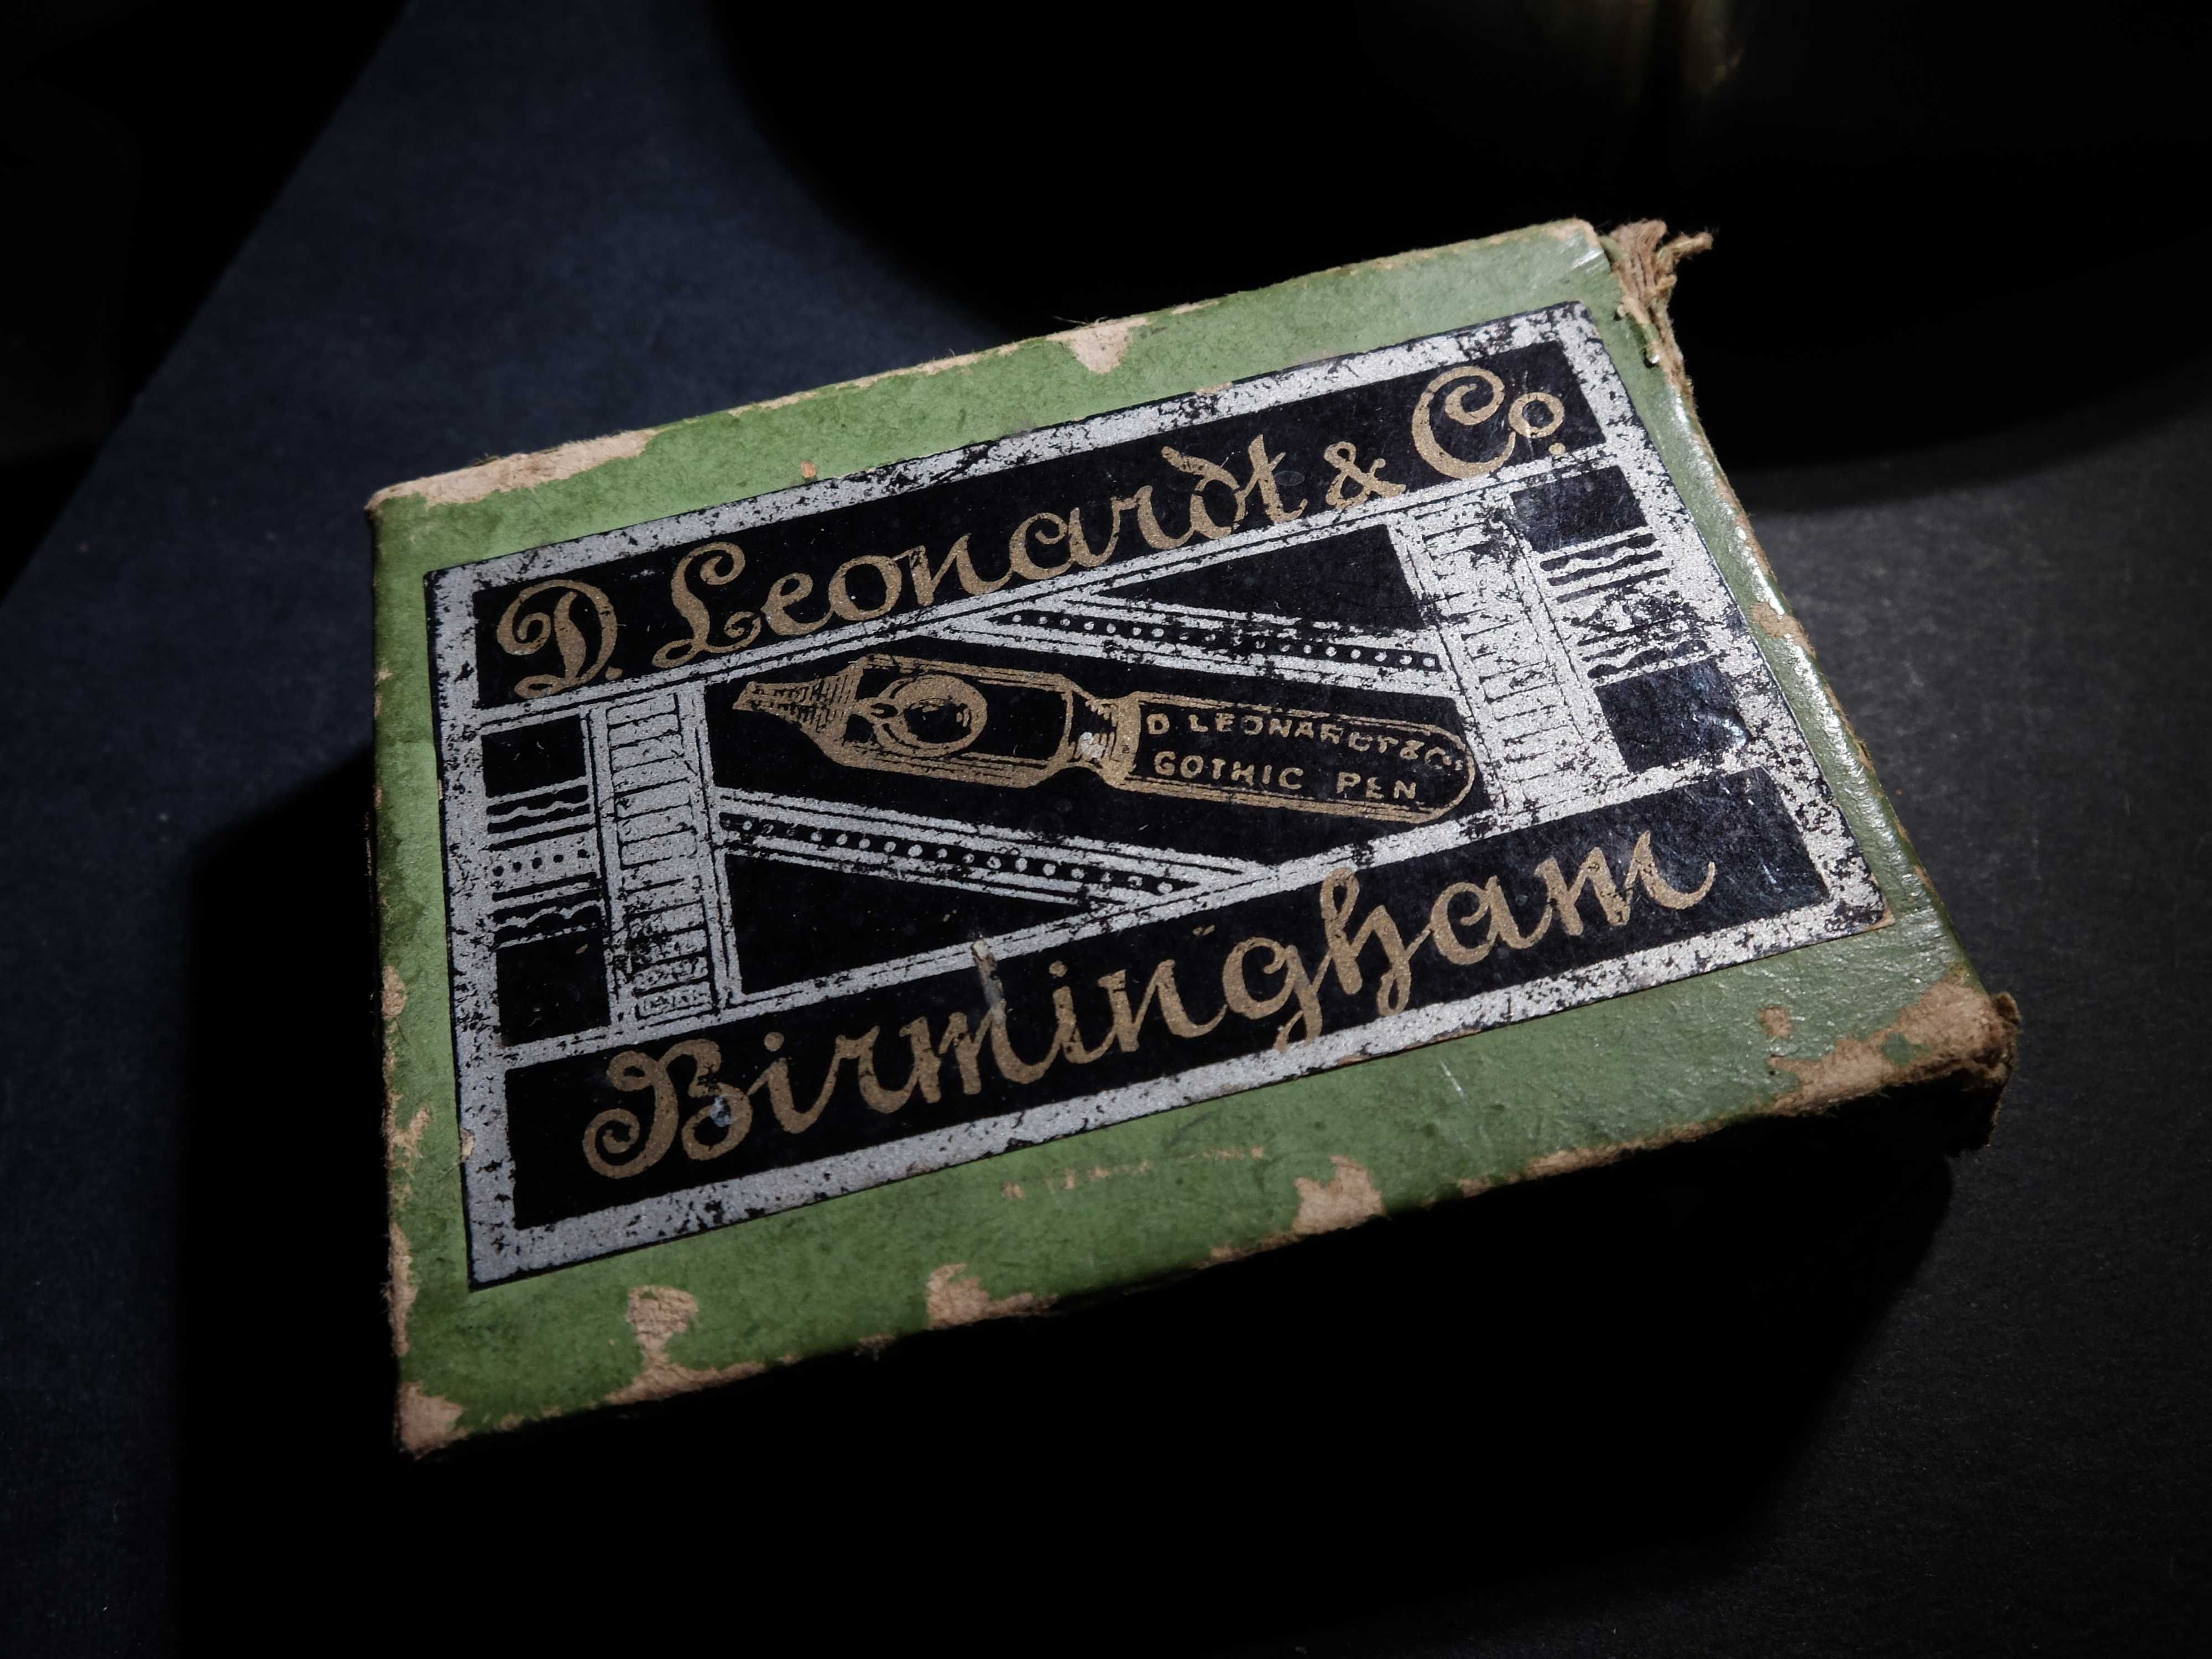 D. Leonardt & Co.
D LEONARDT & Co's
GOTHIC PEN
Birmingham